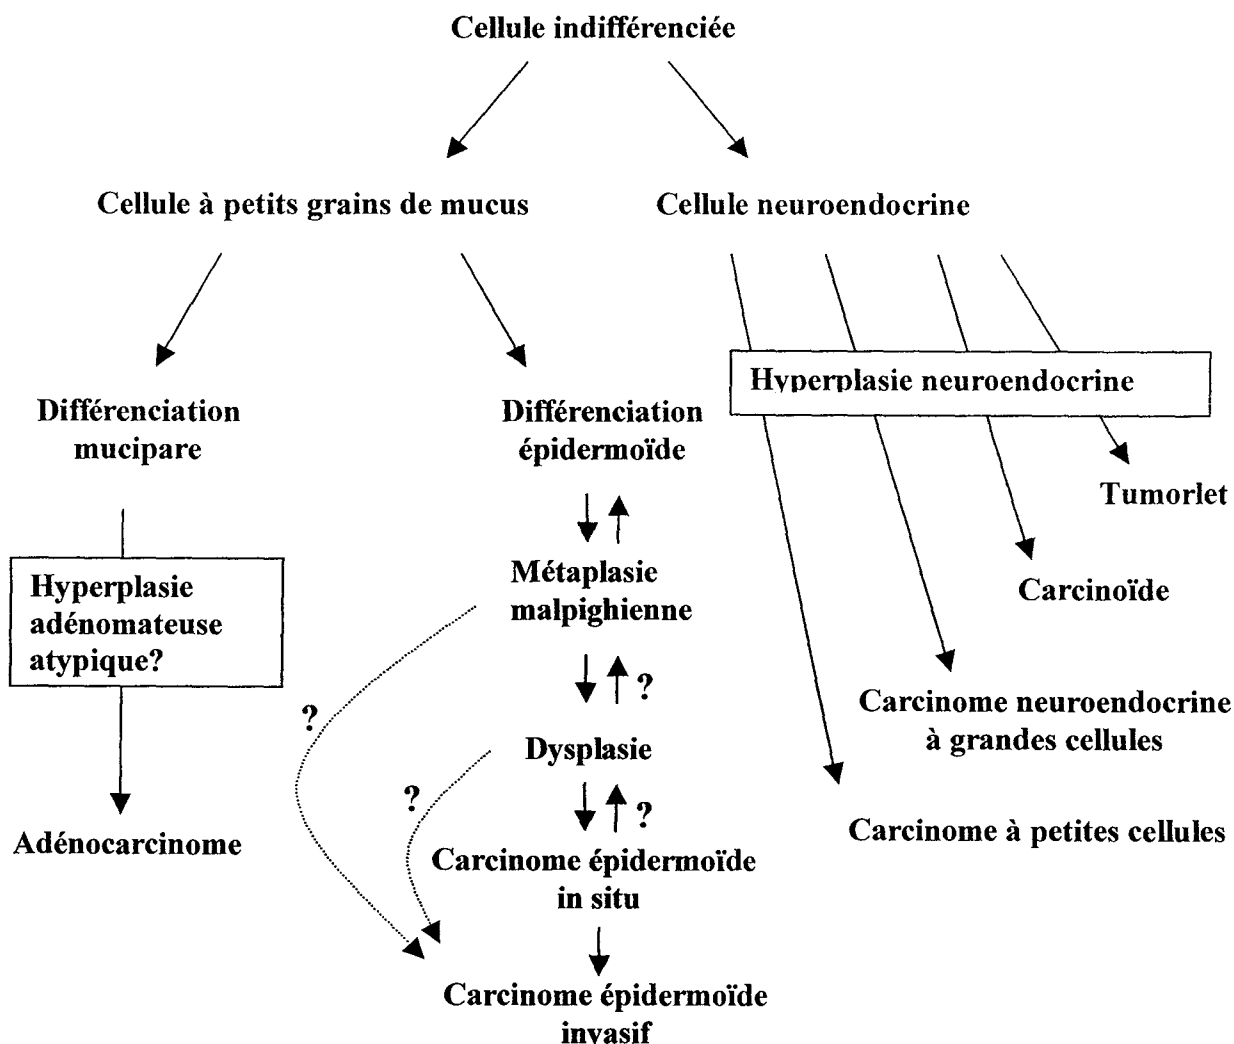 Cellule indifférenciée
Cellule à petits grains de mucus
Cellule neuroendocrine
Hyperplasie neuroendocrine
Différenciation
mucipare
Différenciation
épidermoïde
Tumorlet
Hyperplasie
adénomateuse
atypique?
Métaplasie
malpighienne
Carcinoïde
?
?
Carcinome neuroendocrine
à grandes cellules
Dysplasie
?
?
Carcinome à petites cellules
Adénocarcinome
Carcinome épidermoïde
in situ
Carcinome épidermoïde
invasif